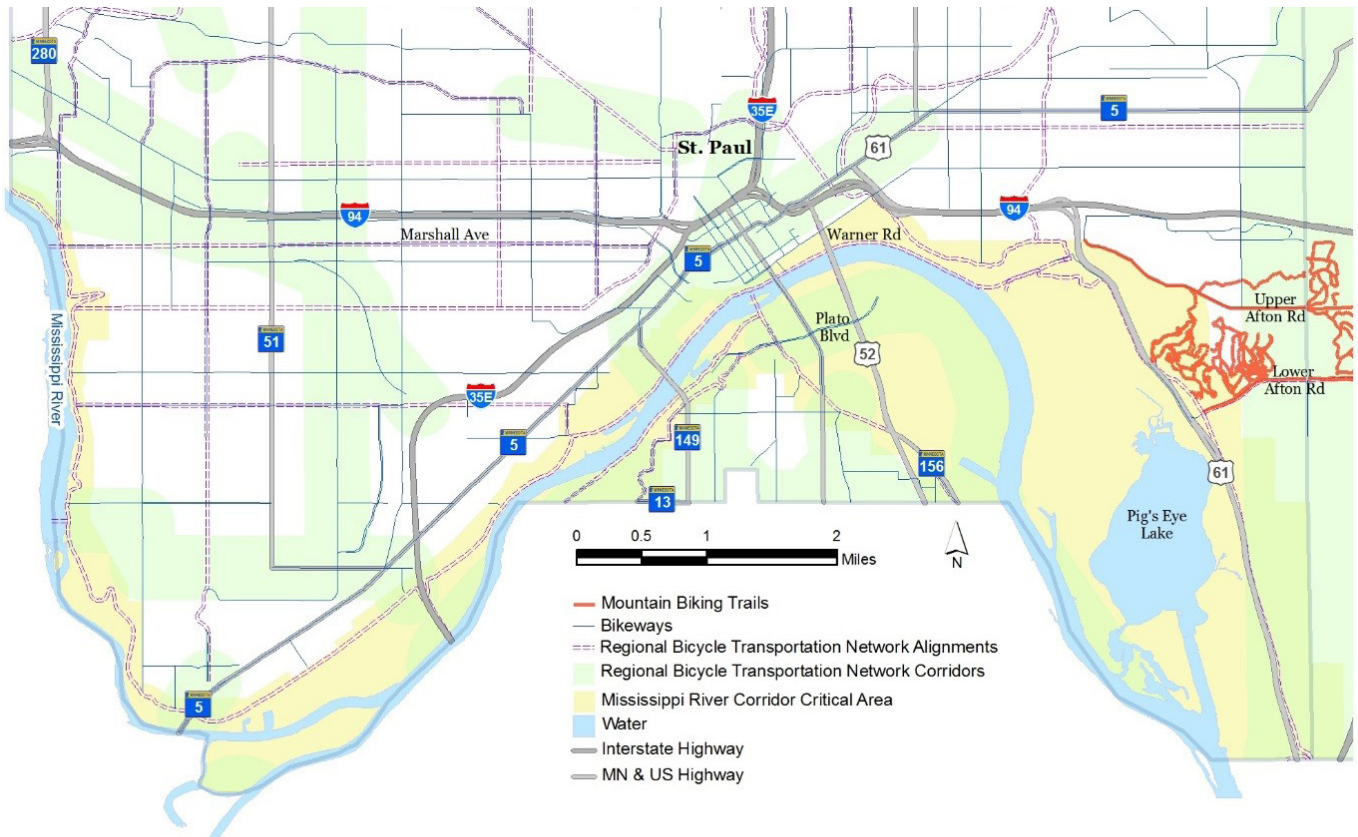 280
35E
5
61
St. Paul
94
94
Marshall Ave
Warner Rd
5
Upper
Afton Rd
Mississippi River
Plato
Blvd
51
52
Lower
Afton Rd
35E
5
149
156
61
13
Pig's Eye
Lake
0 0.5 1 2
Miles
N
Mountain Biking Trails
Bikeways
Regional Bicycle Transportation Network Alignments
Regional Bicycle Transportation Network Corridors
Mississippi River Corridor Critical Area
5
Water
Interstate Highway
MN & US Highway